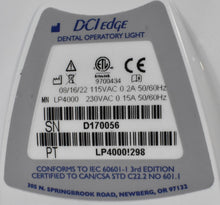 DCI edge
DENTAL OPERATORY LIGHT
Intertek
9700434
08/16/22 115VAC 0.2A 50/60HZ
MN LP4000 230VAC 0.15A 50/60HZ
SN D170056
PT LP4000!298
CONFORMS TO IEC 60601-1 3rd EDITION
CERTIFIED TO CAN/CSA STD C22.2 NO 601.1
305 N. SPRINGBROOK ROAD, NEWBERG, OR 97132